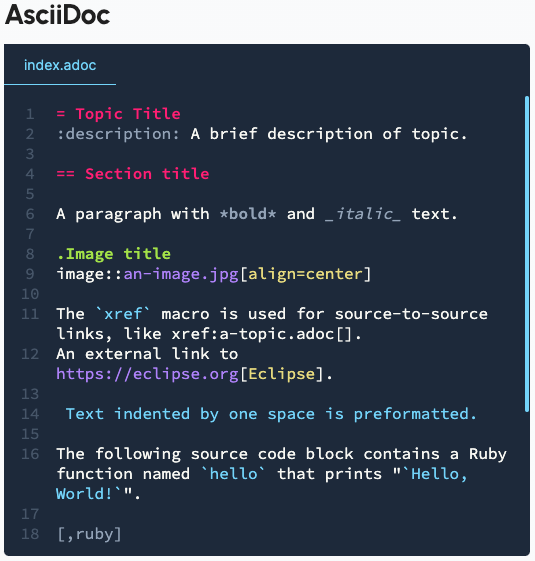 AsciiDoc
index.adoc
1 = Topic Title
2 :description: A brief description of topic.
3
4 == Section title
5
6 A paragraph with *bold* and _italic_ text.
7
8 .Image title
9 image::an-image.jpg[align=center]
10
11 The `xref` macro is used for source-to-source
links, like xref:a-topic.adoc[].
12 An external link to
https://eclipse.org[Eclipse].
13
14  Text indented by one space is preformatted.
15
16 The following source code block contains a Ruby
function named `hello` that prints "`Hello,
World!`".
17
18 [,ruby]